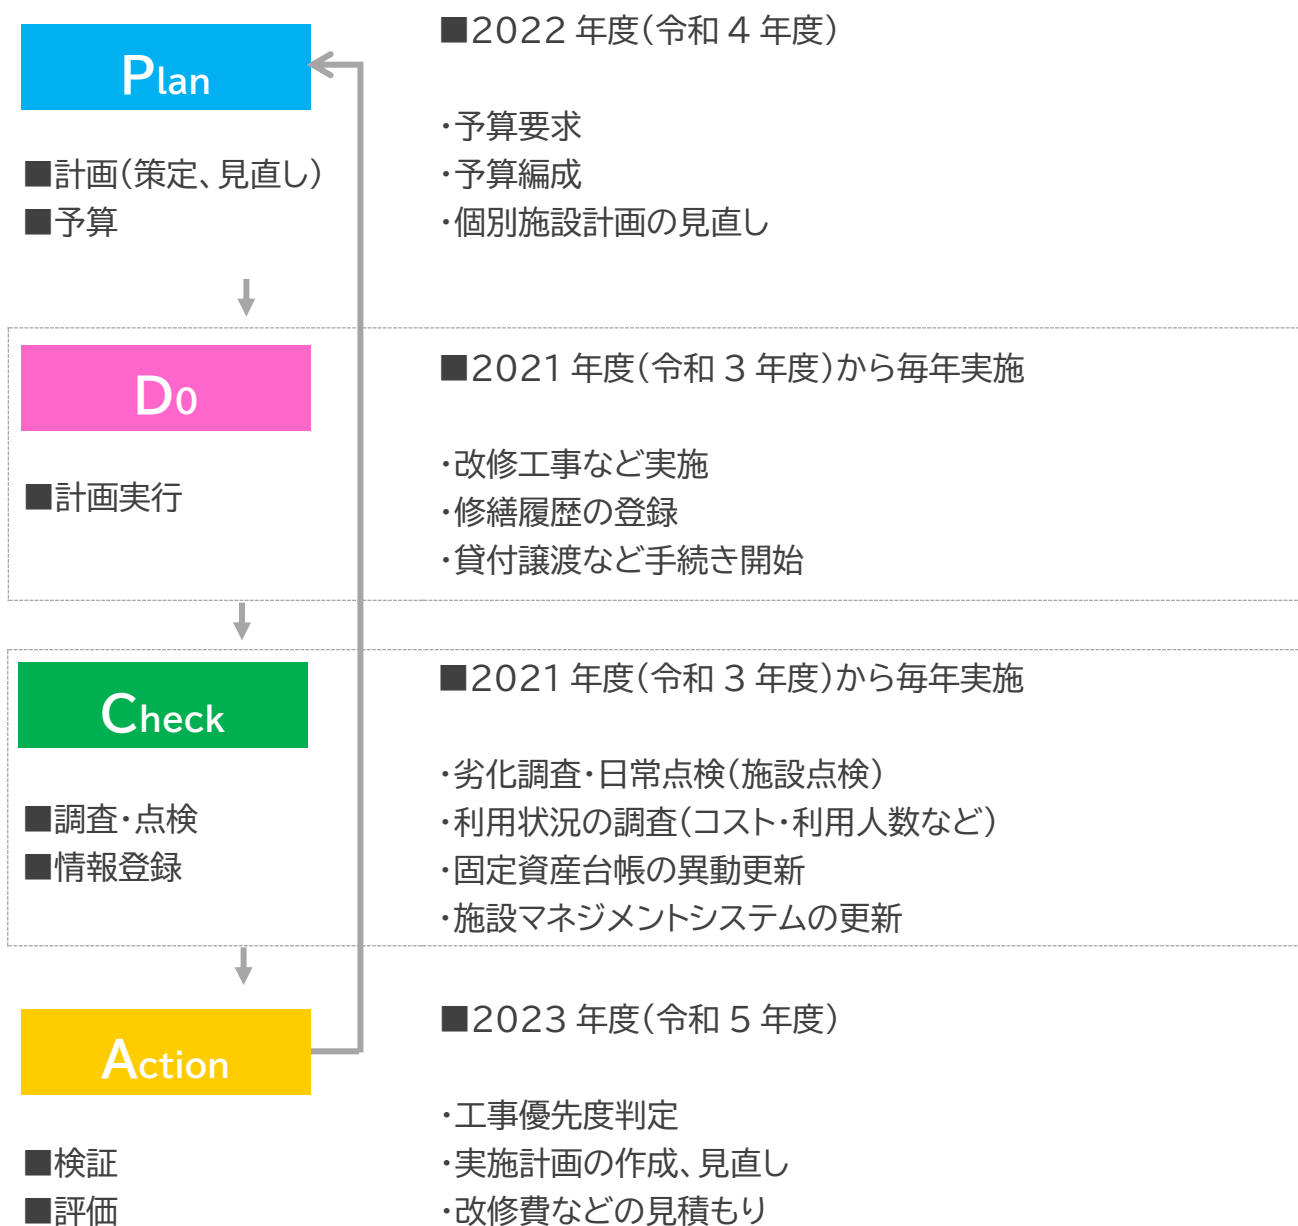 Plan
■計画(策定、見直し)
■予算
■2022年度(令和4年度)
・予算要求
・予算編成
・個別施設計画の見直し
D0
■計画実行
■2021年度(令和3年度)から毎年実施
・改修工事など実施
・修繕履歴の登録
・貸付譲渡など手続き開始
Check
■調査・点検
■情報登録
■2021年度(令和3年度)から毎年実施
・劣化調査・日常点検(施設点検)
・利用状況の調査(コスト・利用人数など)
・固定資産台帳の異動更新
・施設マネジメントシステムの更新
Action
■検証
■評価
■2023年度(令和5年度)
・工事優先度判定
・実施計画の作成、見直し
・改修費などの見積もり